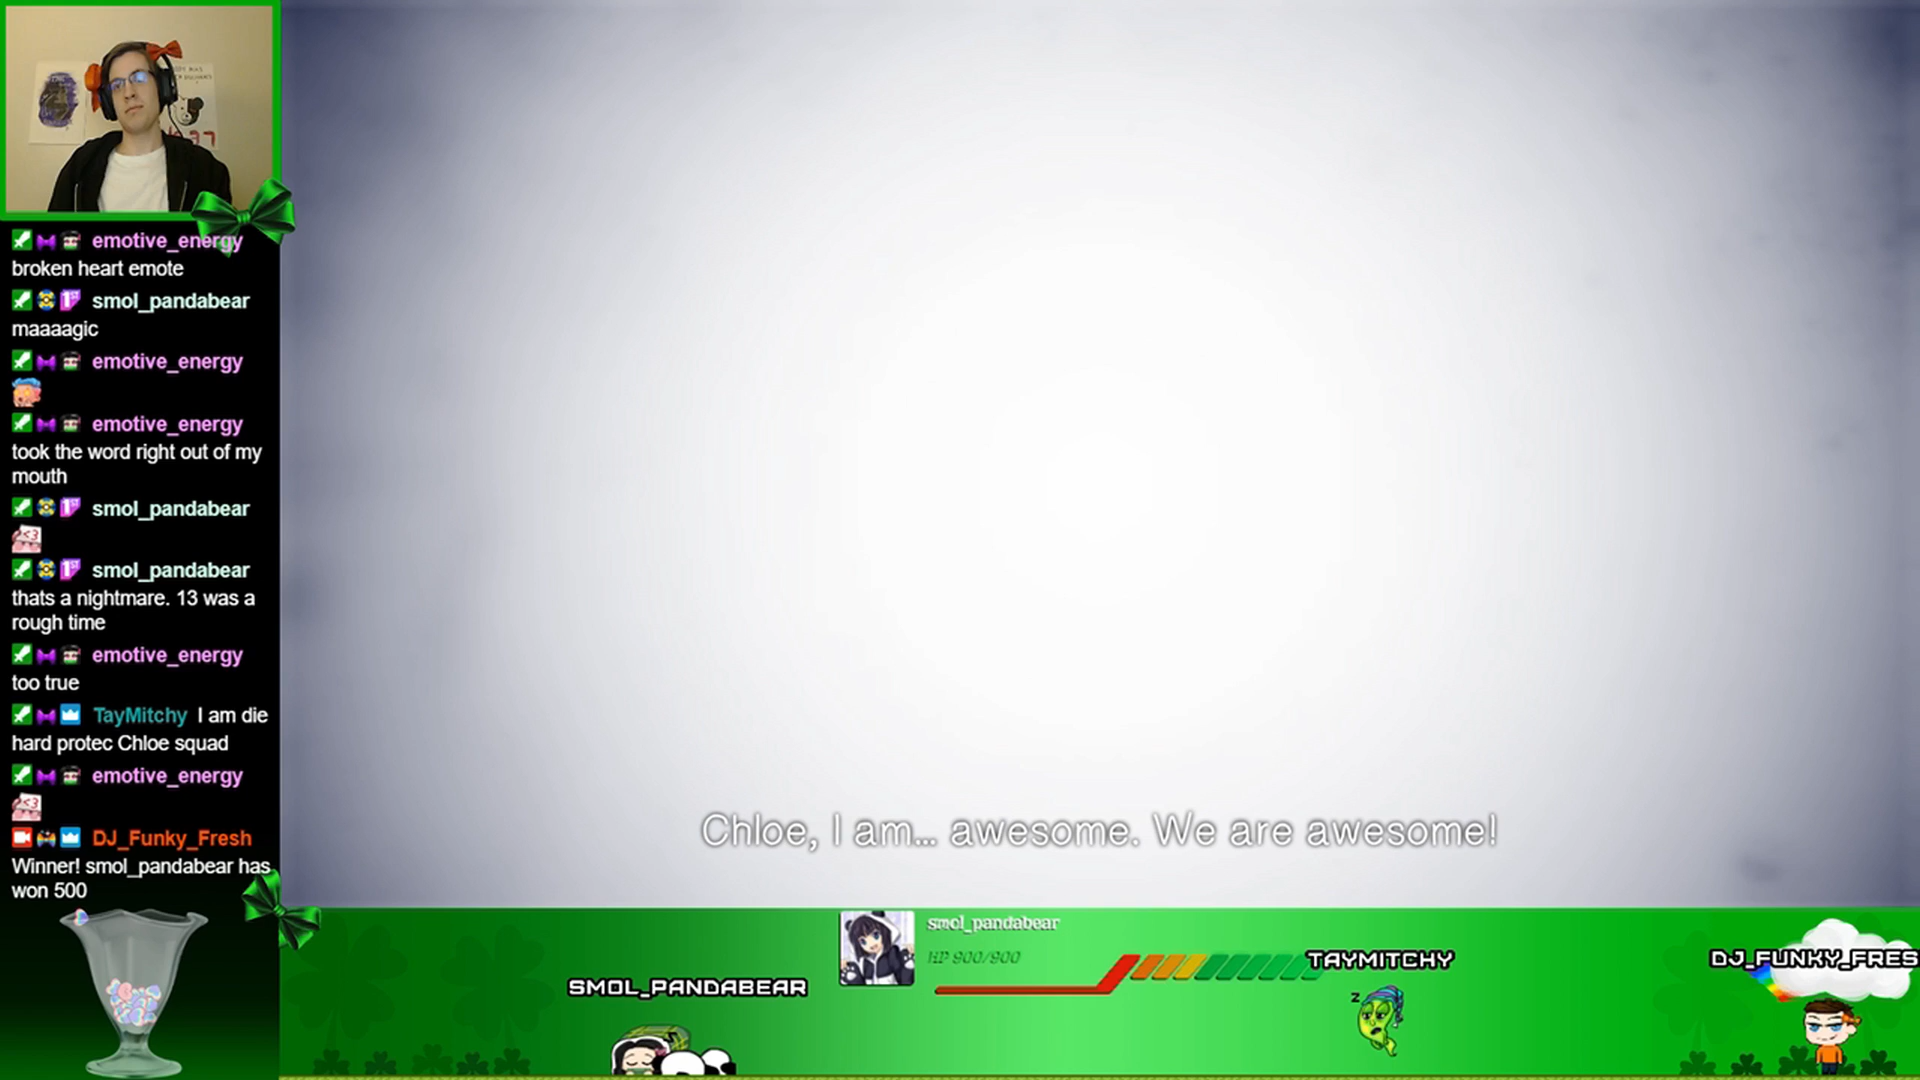 emotive_energy
broken heart emote
smol_pandabear
maaaagic
emotive_energy
emotive_energy
took the word right out of my
mouth
smol_pandabear
<3
smol_pandabear
thats a nightmare. 13 was a
rough time
emotive_energy
too true
TayMitchy I am die
hard protec Chloe squad
emotive_energy
<3
DJ_Funky_Fresh
Winner! smol_pandabear has
won 500
Chloe, I am... awesome. We are awesome!
smol_pandabear
HP 900/900
SMOL_PANDABEAR
TAYMITCHY
Z
DJ_FUNKY_FRES